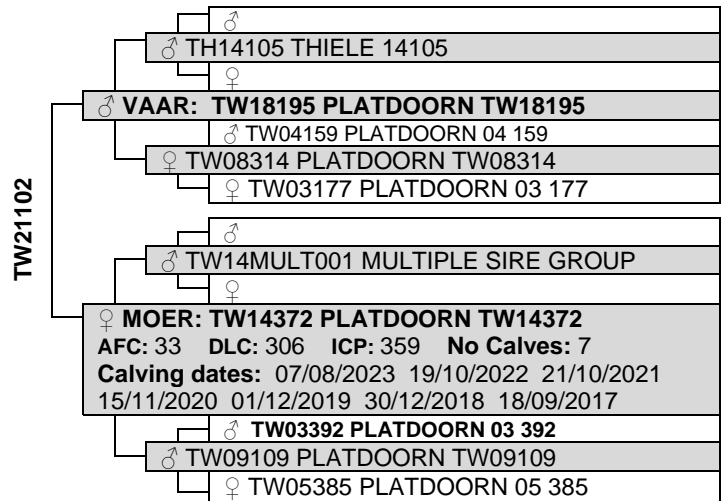 ♂
♂ TH14105 THIELE 14105
♀
♂ VAAR: TW18195 PLATDOORN TW18195
♂ TW04159 PLATDOORN 04 159
♀ TW08314 PLATDOORN TW08314
♀ TW03177 PLATDOORN 03 177
TW21102
♂
♂ TW14MULT001 MULTIPLE SIRE GROUP
♀
♀ MOER: TW14372 PLATDOORN TW14372
AFC: 33 DLC: 306 ICP: 359 No Calves: 7
Calving dates: 07/08/2023 19/10/2022 21/10/2021
15/11/2020 01/12/2019 30/12/2018 18/09/2017
♂ TW03392 PLATDOORN 03 392
♂ TW09109 PLATDOORN TW09109
♀ TW05385 PLATDOORN 05 385